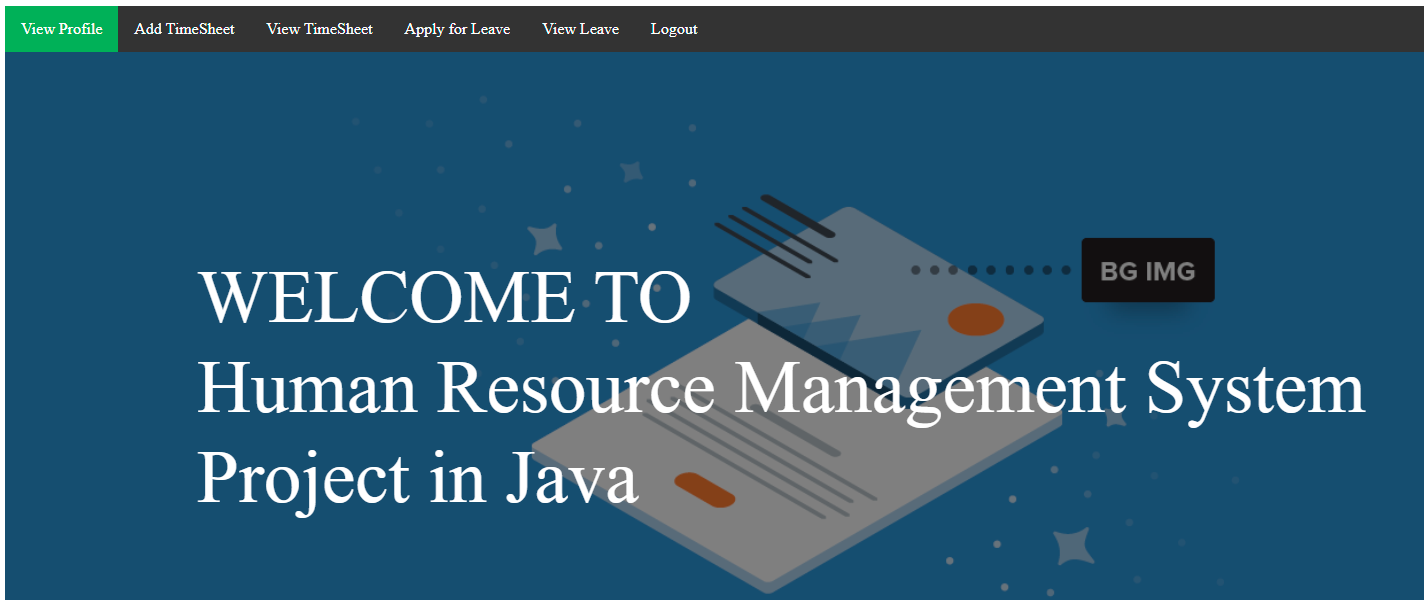 View Profile Add TimeSheet View TimeSheet Apply for Leave View Leave Logout
BG IMG
WELCOME TO
Human Resource Management System
Project in Java